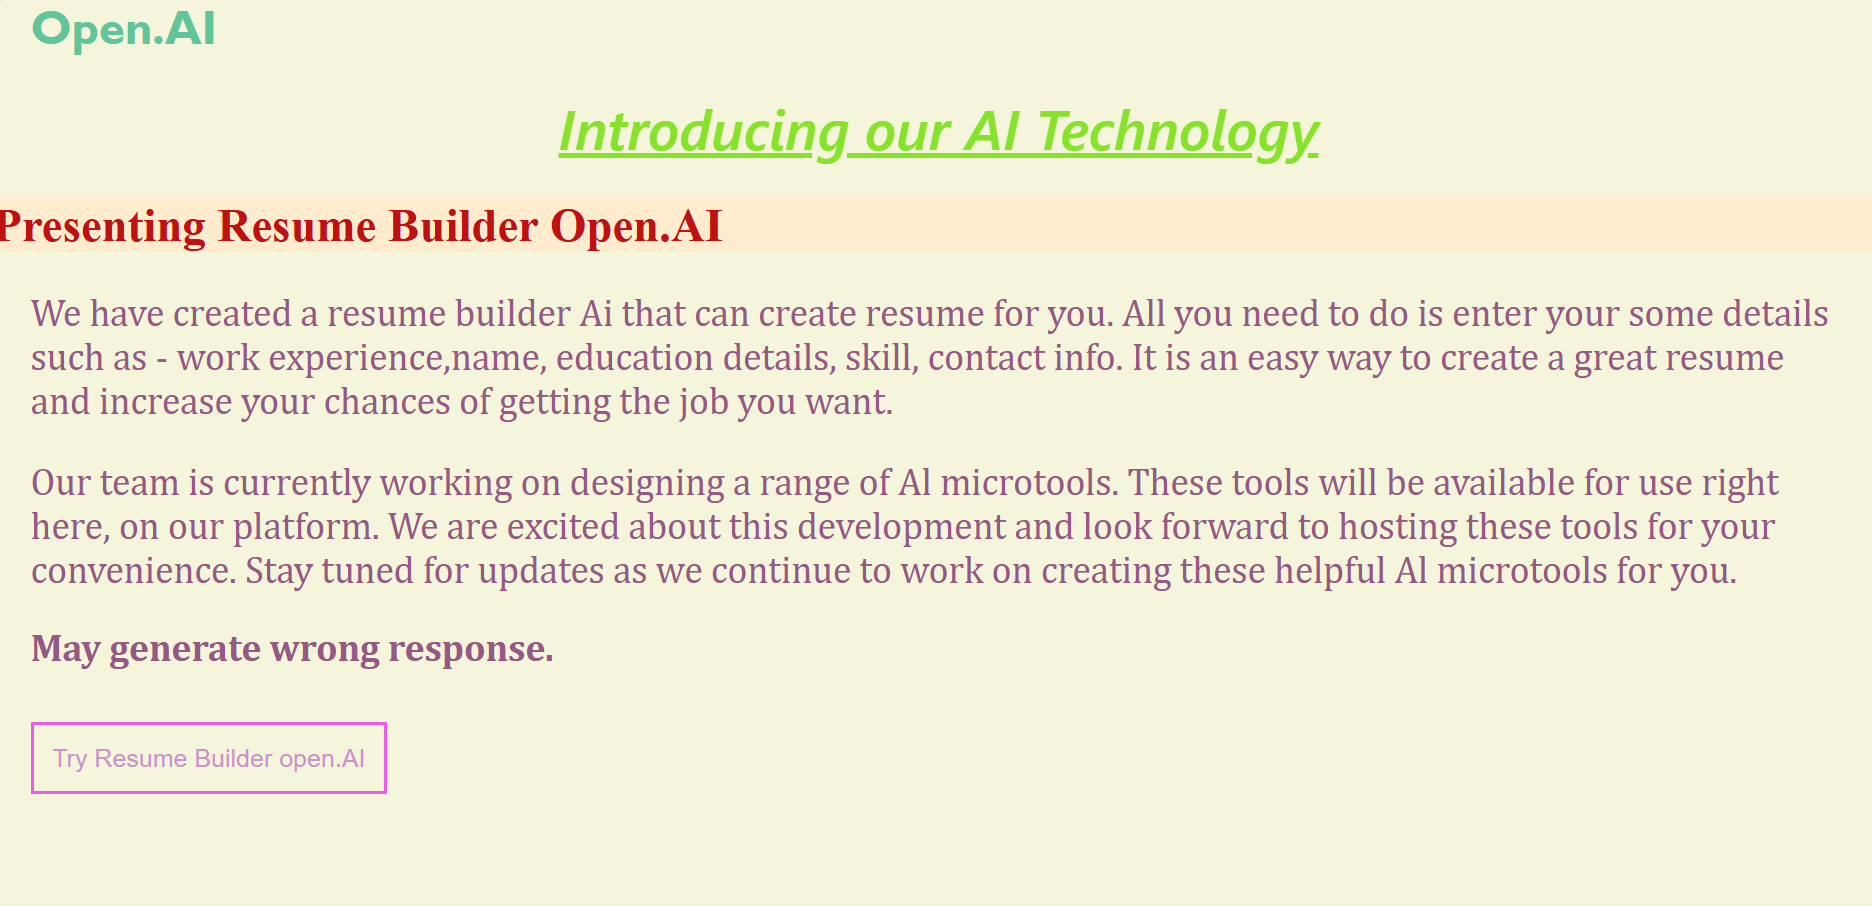 Open.AI
Introducing our AI Technology
Presenting Resume Builder Open.AI
We have created a resume builder Ai that can create resume for you. All you need to do is enter your some details
such as - work experience,name, education details, skill, contact info. It is an easy way to create a great resume
and increase your chances of getting the job you want.
Our team is currently working on designing a range of Al microtools. These tools will be available for use right
here, on our platform. We are excited about this development and look forward to hosting these tools for your
convenience. Stay tuned for updates as we continue to work on creating these helpful Al microtools for you.
May generate wrong response.
Try Resume Builder open.AI